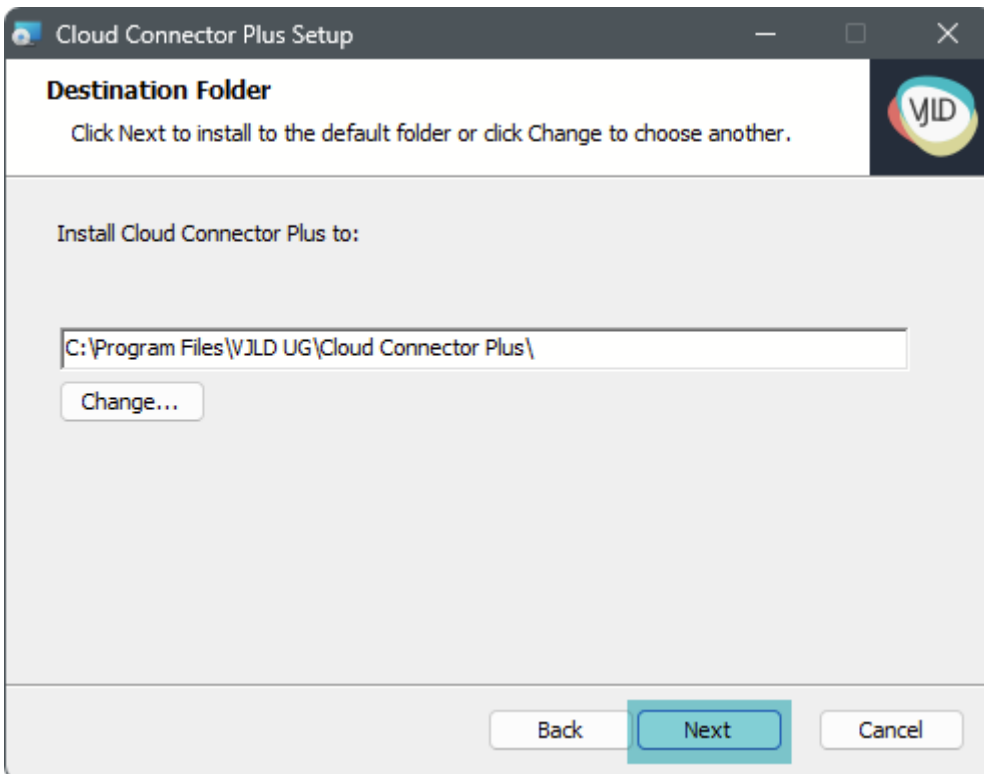 Cloud Connector Plus Setup
Destination Folder
VJLD
Click Next to install to the default folder or click Change to choose another.
Install Cloud Connector Plus to:
C:\Program Files\VJLD UG\Cloud Connector Plus\
Change...
Back Next Cancel